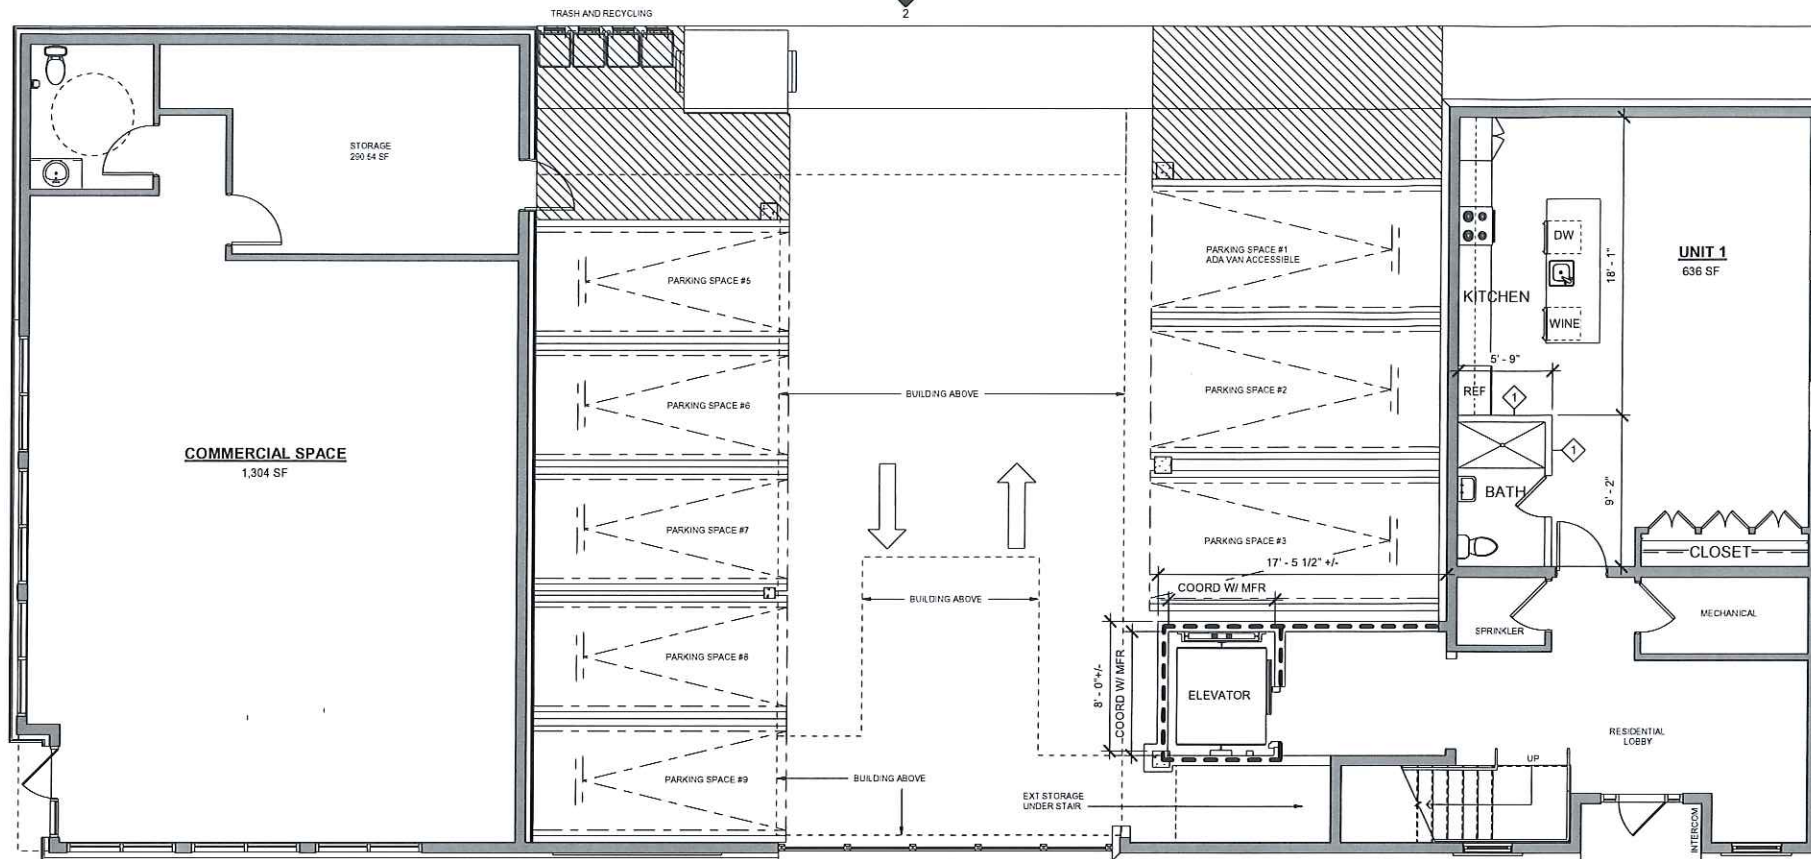 TRASH AND RECYCLING
2
STORAGE
290.54 SF
PARKING SPACE #1
ADA VAN ACCESSIBLE
DW
UNIT 1
636 SF
18' - 1"
PARKING SPACE #5
KITCHEN
WINE
5' - 9"
PARKING SPACE #6
BUILDING ABOVE
PARKING SPACE #2
REF
1
COMMERCIAL SPACE
1,304 SF
1
BATH
9' - 2"
PARKING SPACE #7
PARKING SPACE #3
17' - 5 1/2" +/-
CLOSET
COORD W/ MFR
BUILDING ABOVE
SPRINKLER
MECHANICAL
PARKING SPACE #8
8' - 0"+/-
COORD W/ MFR
ELEVATOR
RESIDENTIAL
LOBBY
UP
PARKING SPACE #9
BUILDING ABOVE
EXT STORAGE
UNDER STAIR
INTERCOM